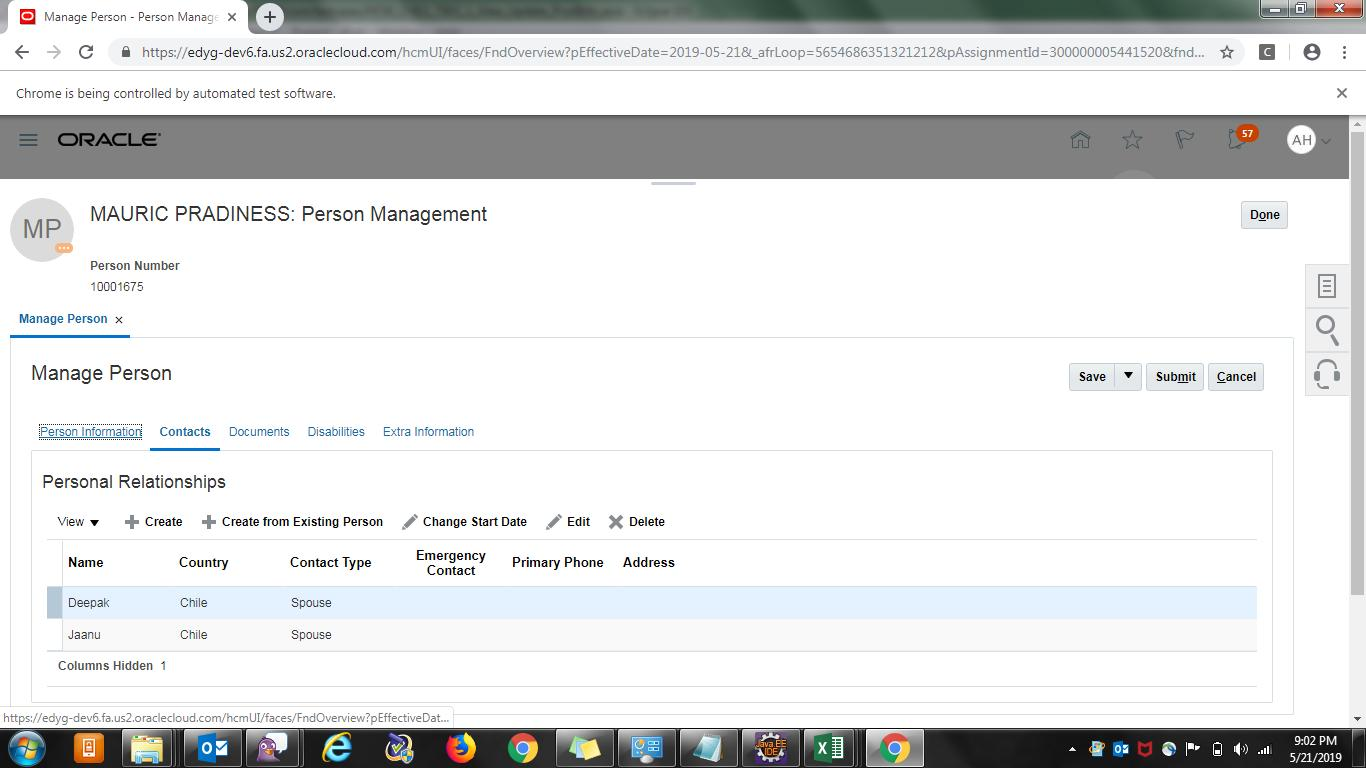 Manage Person - Person Manage
https://edyg-dev6.fa.us2.oraclecloud.com/hcmUI/faces/FndOverview?pEffectiveDate=2019-05-21&_afrLoop=5654686351321212&pAssignmentId=300000005441520&fnd...
C
Chrome is being controlled by automated test software.
ORACLE
57
AH
MP
MAURIC PRADINESS: Person Management
Done
Person Number
10001675
Manage Person
Manage Person
Save
Submit
Cancel
Person Information
Contacts
Documents
Disabilities
Extra Information
Personal Relationships
View
Create
Create from Existing Person
Change Start Date
Edit
Delete
Name
Country
Contact Type
Emergency
Contact
Primary Phone
Address
Deepak
Chile
Spouse
Jaanu
Chile
Spouse
Columns Hidden 1
https://edyg-dev6.fa.us2.oraclecloud.com/hcmUI/faces/FndOverview?pEffectiveDat...
Java EE
IDE
9:02 PM
5/21/2019